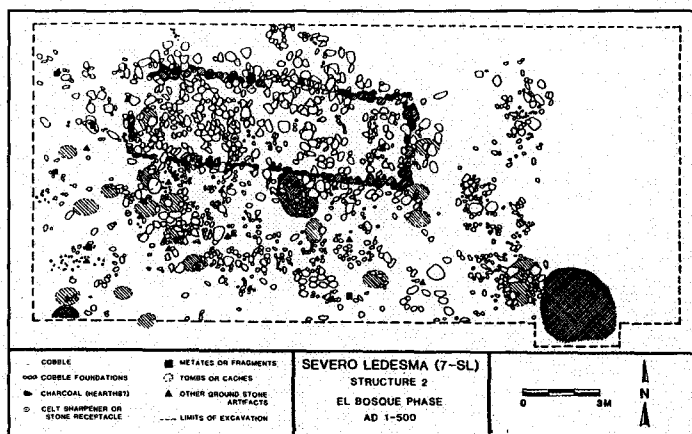 COBBLE
COBBLE FOUNDATIONS
CHARCOAL (HEARTHS?)
CELT SHARPENER OR
STONE RECEPTACLE
METATES OR FRAGMENTS
TOMBS OR CACHES
OTHER GROUND STONE
ARTIFACTS
LIMITS OF EXCAVATION
SEVERO LEDESMA (7-SL)
STRUCTURE 2
EL BOSQUE PHASE
AD 1-500
0 3M
N